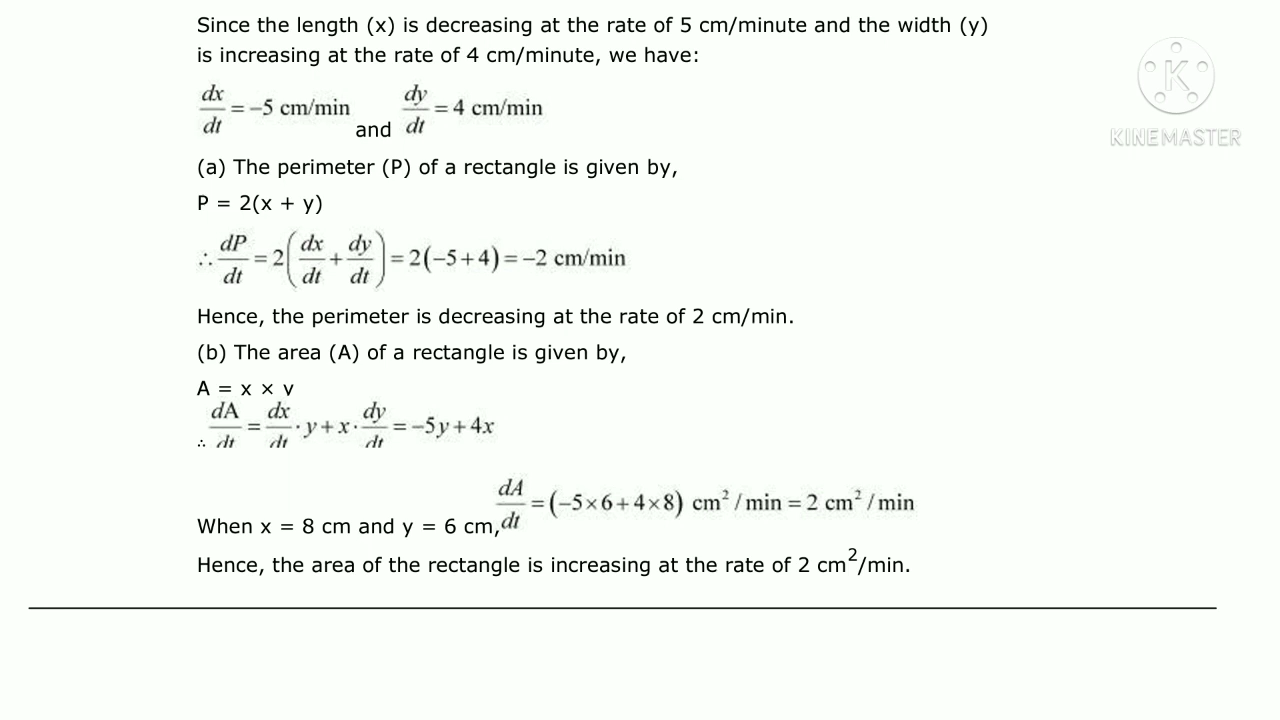 Since the length (x) is decreasing at the rate of 5 cm/minute and the width (y)
is increasing at the rate of 4 cm/minute, we have:
dx/dt = −5 cm/min and dy/dt = 4 cm/min
(a) The perimeter (P) of a rectangle is given by,
P = 2(x + y)
∴ dP/dt = 2(dx/dt + dy/dt) = 2(−5+4) = −2 cm/min
Hence, the perimeter is decreasing at the rate of 2 cm/min.
(b) The area (A) of a rectangle is given by,
A = x × v
∴ dA/dt = dx/dt · y + x · dy/dt = −5y + 4x
When x = 8 cm and y = 6 cm, dA/dt = (−5×6+4×8) cm²/min = 2 cm²/min
Hence, the area of the rectangle is increasing at the rate of 2 cm²/min.
K
KINEMASTER